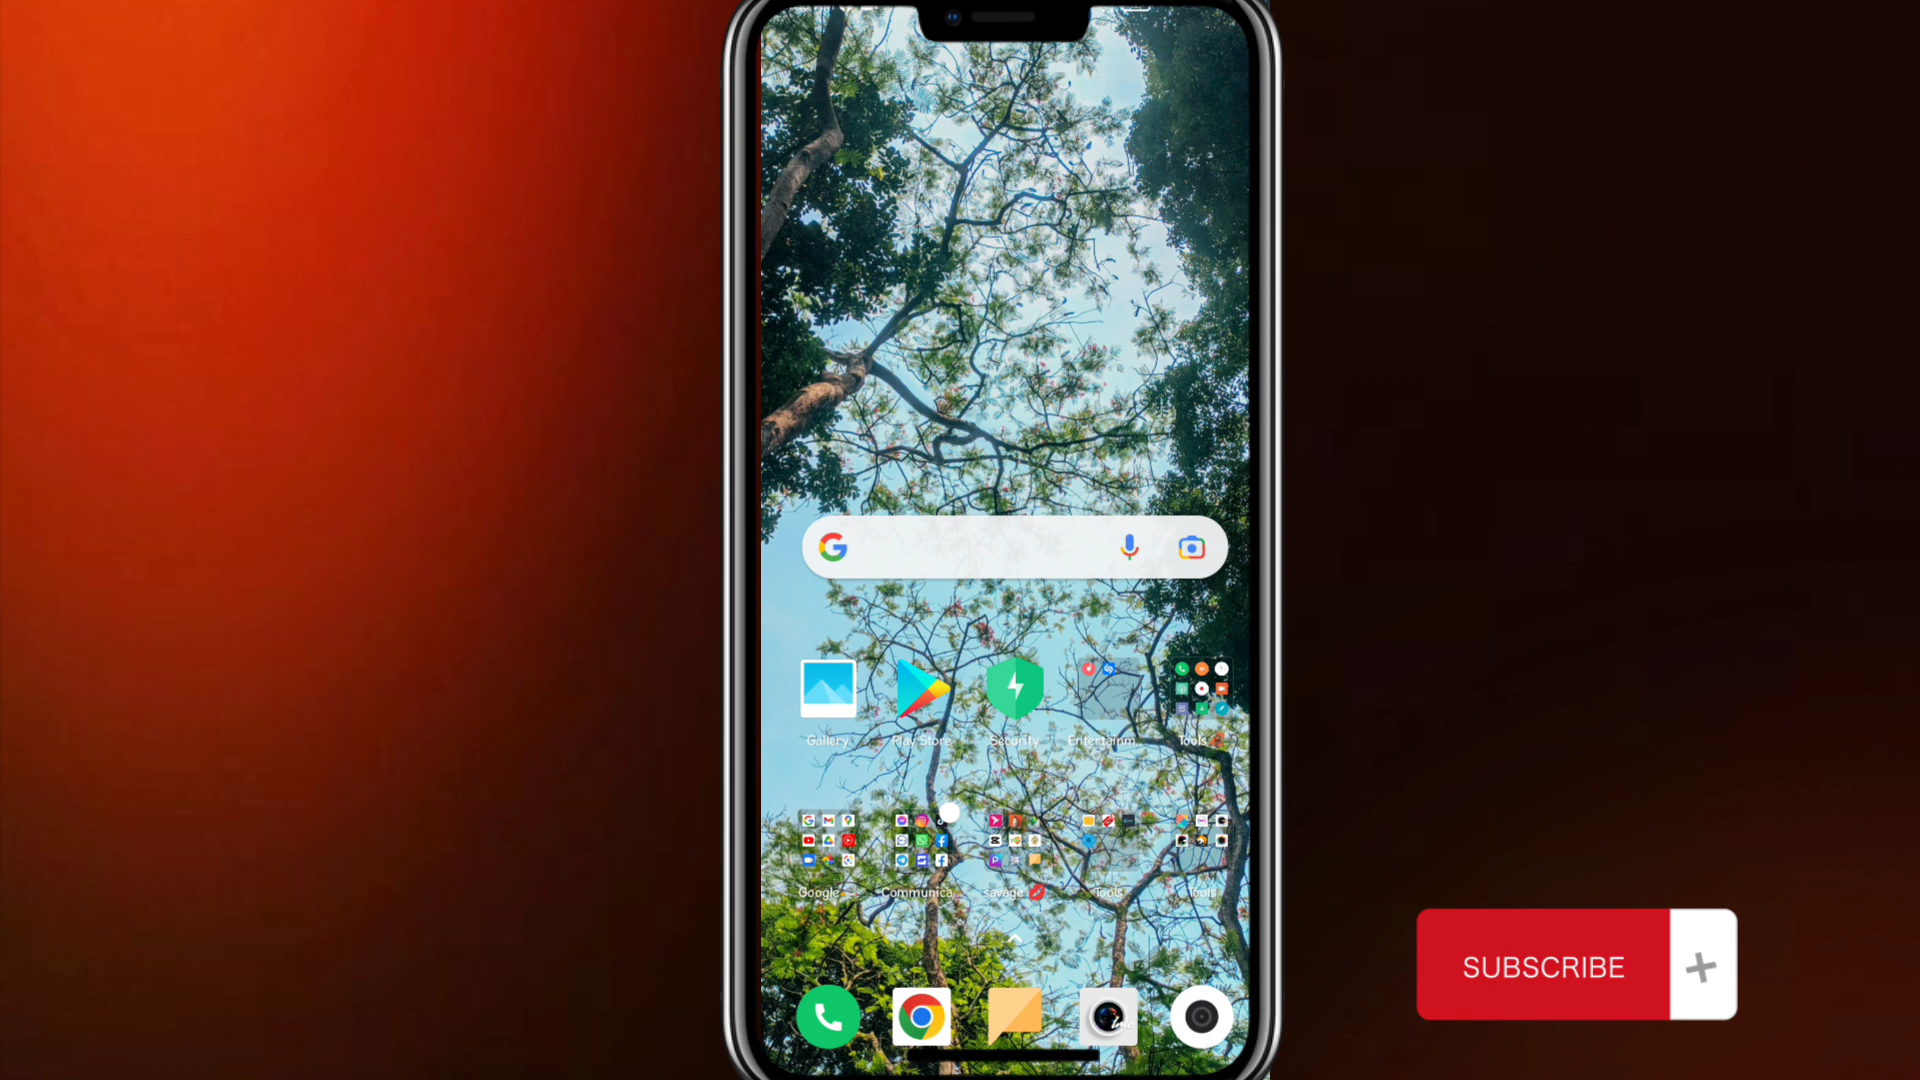 Gallery
Play Store
Security
Entertainm...
Tools
Google
Communica...
savage
Tools
Tools
SUBSCRIBE